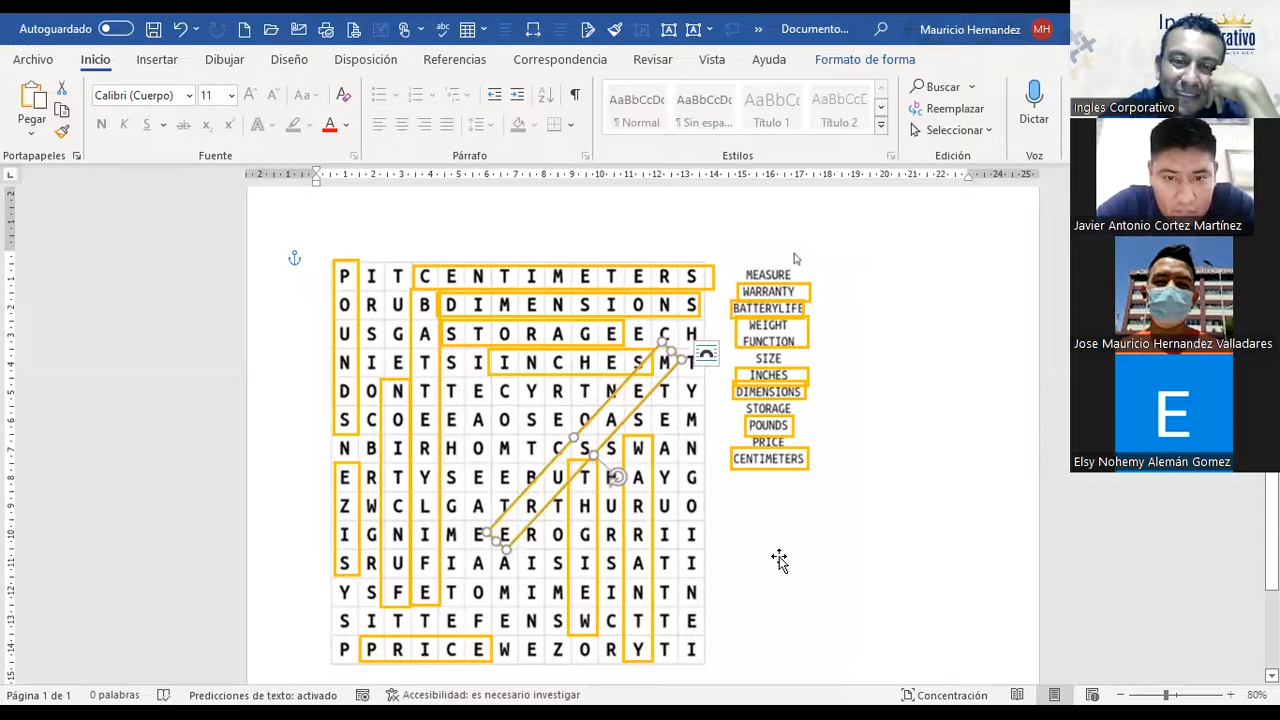 Autoguardado
Documento...
Mauricio Hernandez
MH
Archivo Inicio Insertar Dibujar Diseño Disposición Referencias Correspondencia Revisar Vista Ayuda Formato de forma
Pegar
Calibri (Cuerpo) 11
AaBbCcDc AaBbCcDc AaBbCc AaBbCcD
¶ Normal ¶ Sin espa... Título 1 Título 2
Buscar
Reemplazar
Seleccionar
Dictar
Portapapeles Fuente Párrafo Estilos Edición Voz
P I T C E N T I M E T E R S
O R U B D I M E N S I O N S
U S G A S T O R A G E E C H
N I E T S I I N C H E S M T
D O N T T E C Y R T N E T Y
S C O E E A O S E O A S E M
N B I R H O M T C S S W A N
E R T Y S E E B U T P A Y G
Z W C L G A T R T H U R U O
I G N I M E E R O G R R I I
S R U F I A A I S I S A T I
Y S F E T O M I M E I N T N
S I T T E F E N S W C T T E
P P R I C E W E Z O R Y T I
MEASURE
WARRANTY
BATTERYLIFE
WEIGHT
FUNCTION
SIZE
INCHES
DIMENSIONS
STORAGE
POUNDS
PRICE
CENTIMETERS
Ingles Corporativo
Javier Antonio Cortez Martínez
Jose Mauricio Hernandez Valladares
E
Elsy Nohemy Alemán Gomez
Página 1 de 1 0 palabras Predicciones de texto: activado Accesibilidad: es necesario investigar Concentración 80%